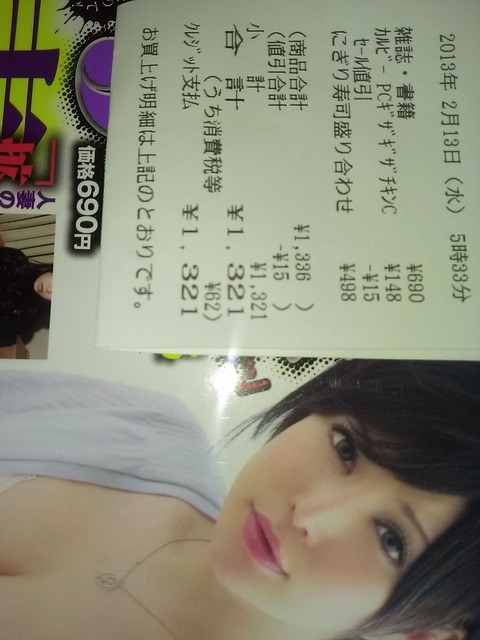 2013年 2月13日 (水) 5時33分
雑誌・書籍 ¥690
カルビー PCギザギザチキンC ¥148
セール値引 -¥15
にぎり寿司盛り合わせ ¥498
(商品合計 ¥1,336 )
(値引合計 -¥15 )
小 計 ¥1,321
合 計 ¥1,321
(うち消費税等 ¥62)
クレジット支払 ¥1,321
お買上げ明細は上記のとおりです。
価格690円
人妻の